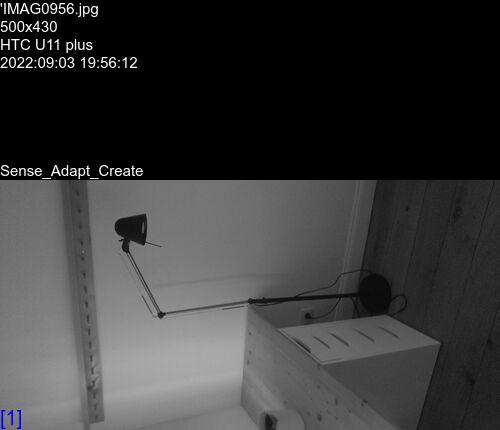 'IMAG0956.jpg
500x430
HTC U11 plus
2022:09:03 19:56:12
Sense_Adapt_Create
[1]